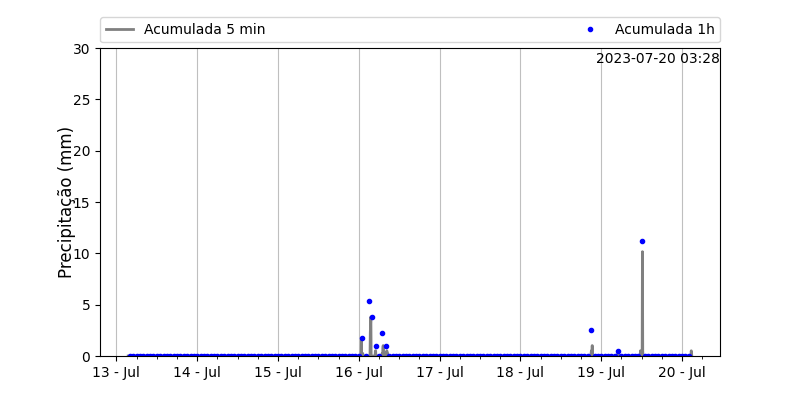 Acumulada 5 min
Acumulada 1h
2023-07-20 03:28
Precipitação (mm)
30
25
20
15
10
5
0
13 - Jul
14 - Jul
15 - Jul
16 - Jul
17 - Jul
18 - Jul
19 - Jul
20 - Jul